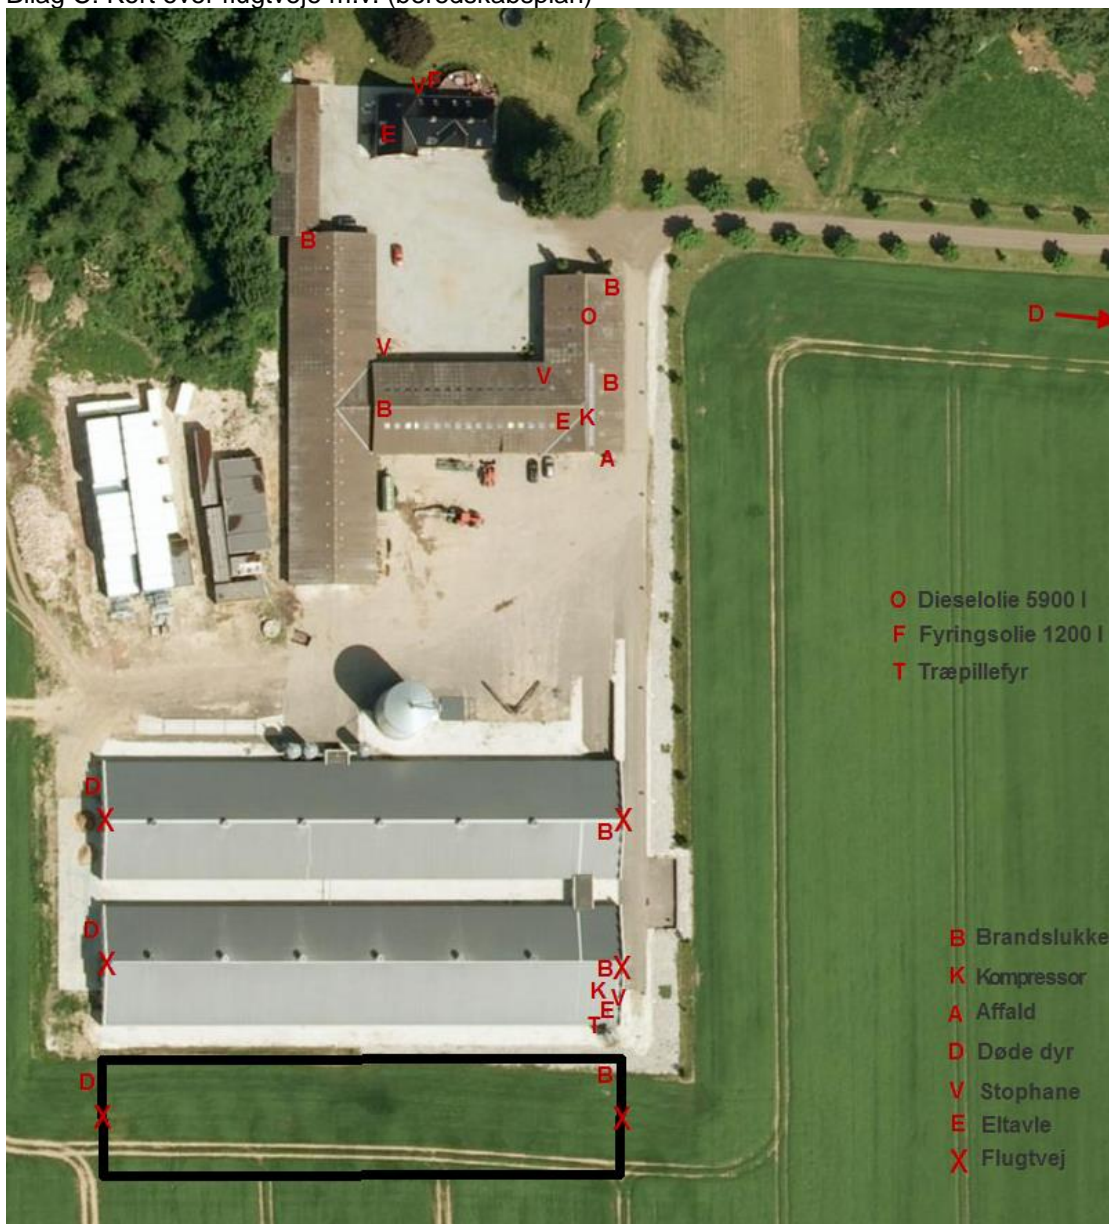 Bilag C: Kort over flugtveje m.v. (beredskabsplan)
V F
E
B
B
O
D
V
V
B
B
E K
A
O Dieselolie 5900 l
F Fyringsolie 1200 l
T Træpillefyr
D
X X
B
D
B Brandslukke
X B X
K V
K Kompressor
E
A Affald
T
D Døde dyr
D B
V Stophane
X X
E Eltavle
X Flugtvej